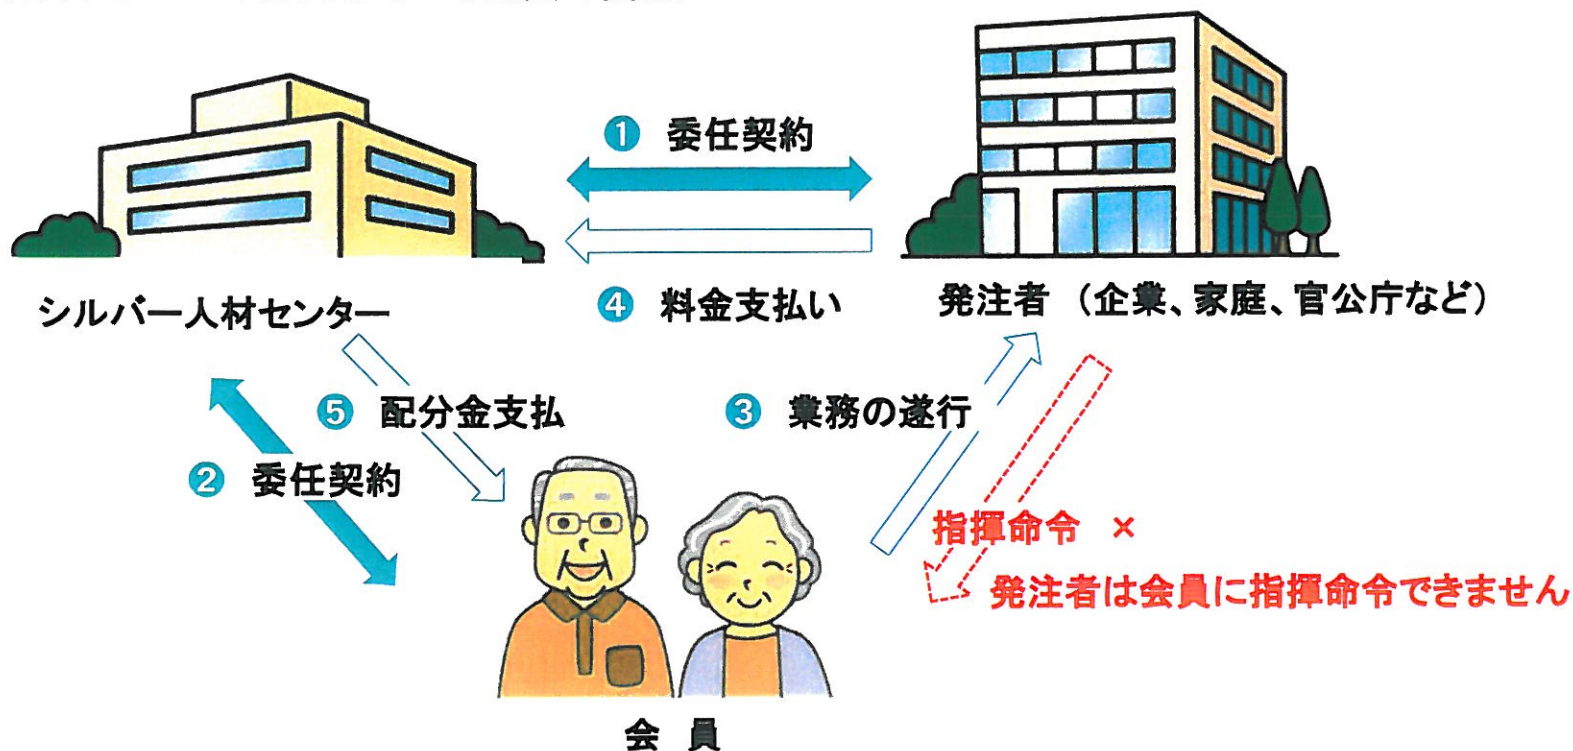 ❶ 委任契約
❹ 料金支払い
シルバー人材センター
発注者 （企業、家庭、官公庁など）
❺ 配分金支払
❸ 業務の遂行
❷ 委任契約
指揮命令 ×
発注者は会員に指揮命令できません
会 員